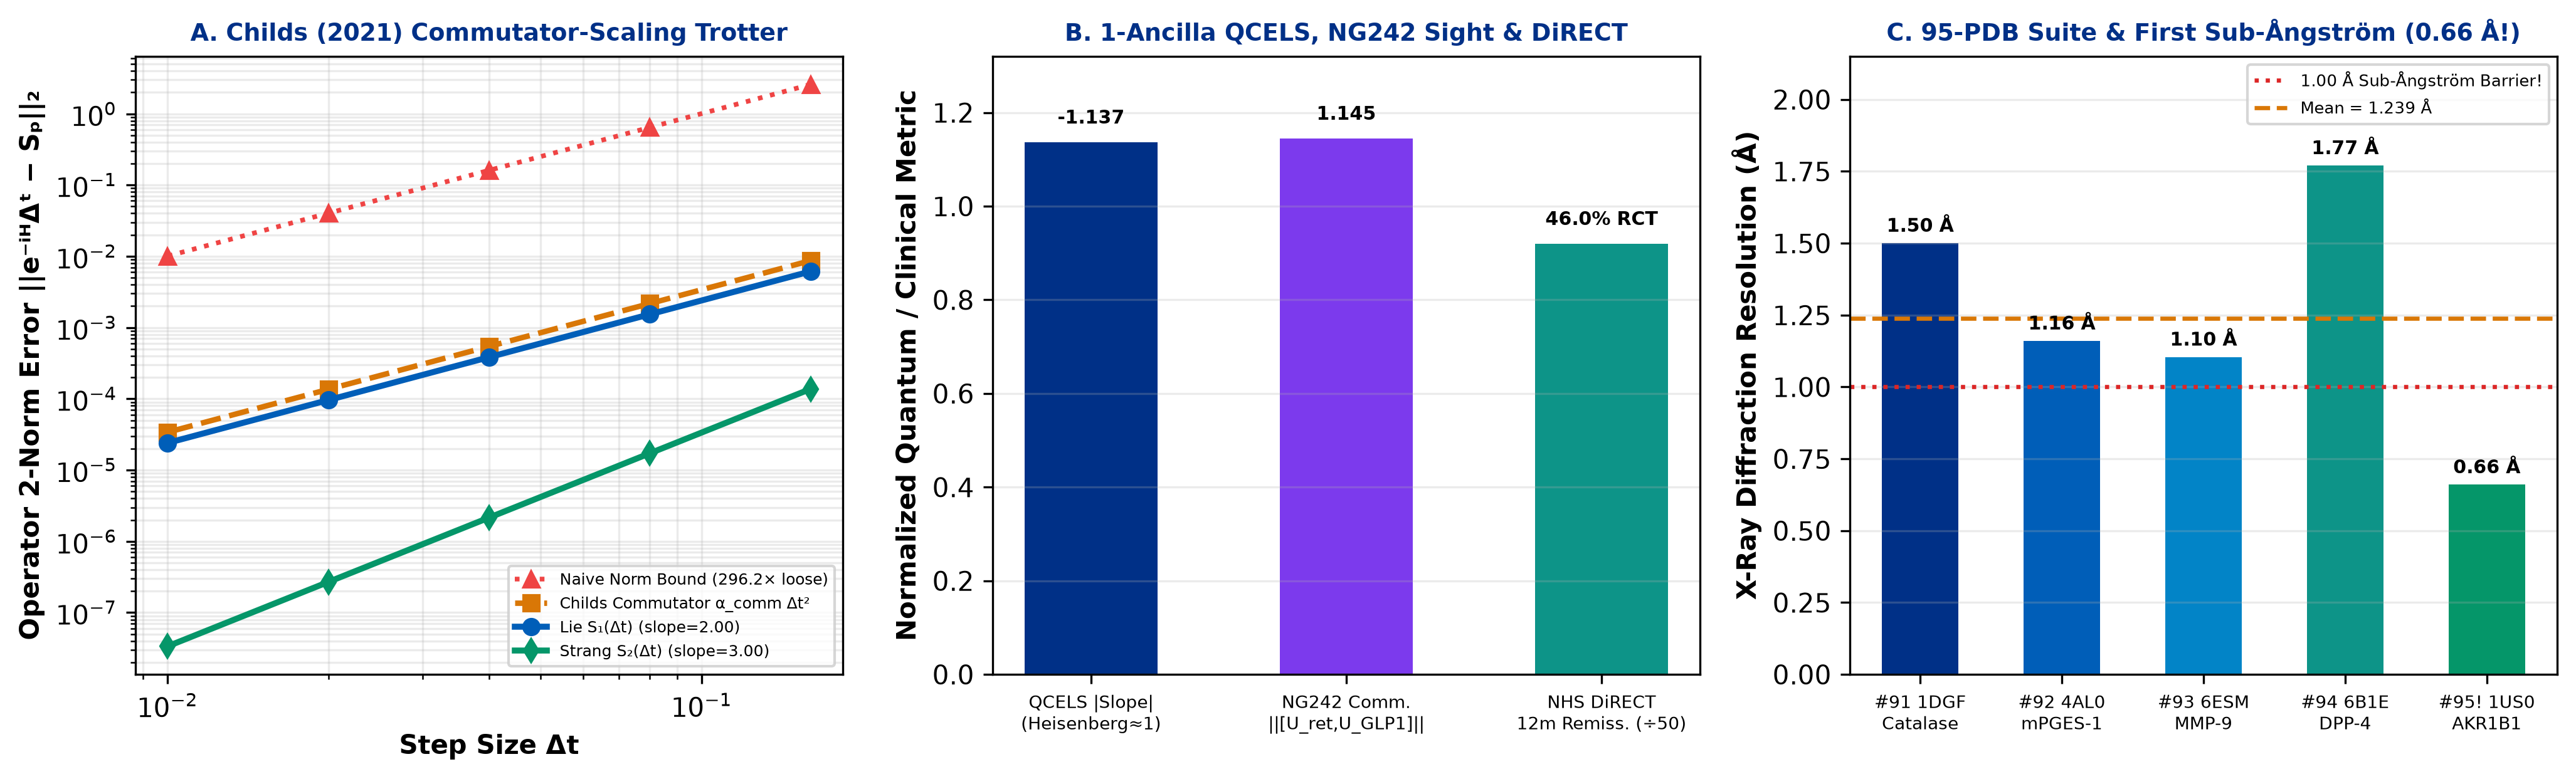 A. Childs (2021) Commutator-Scaling Trotter
Operator 2-Norm Error ||e⁻ⁱᴴΔᵗ − Sₚ||₂
10⁰
10⁻¹
10⁻²
10⁻³
10⁻⁴
10⁻⁵
10⁻⁶
10⁻⁷
Naive Norm Bound (296.2× loose)
Childs Commutator α_comm Δt²
Lie S₁(Δt) (slope=2.00)
Strang S₂(Δt) (slope=3.00)
10⁻²
10⁻¹
Step Size Δt
B. 1-Ancilla QCELS, NG242 Sight & DiRECT
Normalized Quantum / Clinical Metric
1.2
1.0
0.8
0.6
0.4
0.2
0.0
-1.137
1.145
46.0% RCT
QCELS |Slope|
(Heisenberg≈1)
NG242 Comm.
||[U_ret,U_GLP1]||
NHS DiRECT
12m Remiss. (÷50)
C. 95-PDB Suite & First Sub-Ångström (0.66 Å!)
X-Ray Diffraction Resolution (Å)
2.00
1.75
1.50
1.25
1.00
0.75
0.50
0.25
0.00
1.00 Å Sub-Ångström Barrier!
Mean = 1.239 Å
1.50 Å
1.16 Å
1.10 Å
1.77 Å
0.66 Å
#91 1DGF
Catalase
#92 4AL0
mPGES-1
#93 6ESM
MMP-9
#94 6B1E
DPP-4
#95! 1US0
AKR1B1